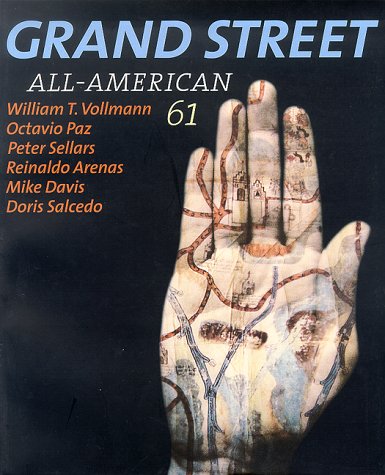 GRAND STREET
ALL-AMERICAN
William T. Vollmann
61
Octavio Paz
Peter Sellars
Reinaldo Arenas
Mike Davis
Doris Salcedo